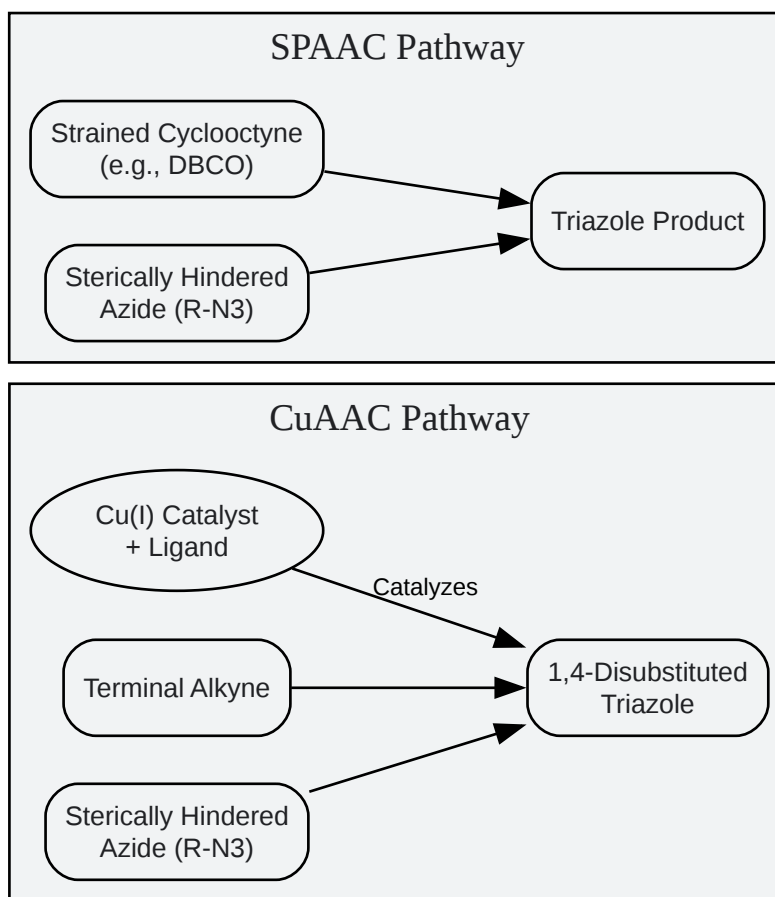 SPAAC Pathway
Strained Cyclooctyne
(e.g., DBCO)
Triazole Product
Sterically Hindered
Azide (R-N3)
CuAAC Pathway
Cu(I) Catalyst
+ Ligand
Catalyzes
Terminal Alkyne
1,4-Disubstituted
Triazole
Sterically Hindered
Azide (R-N3)